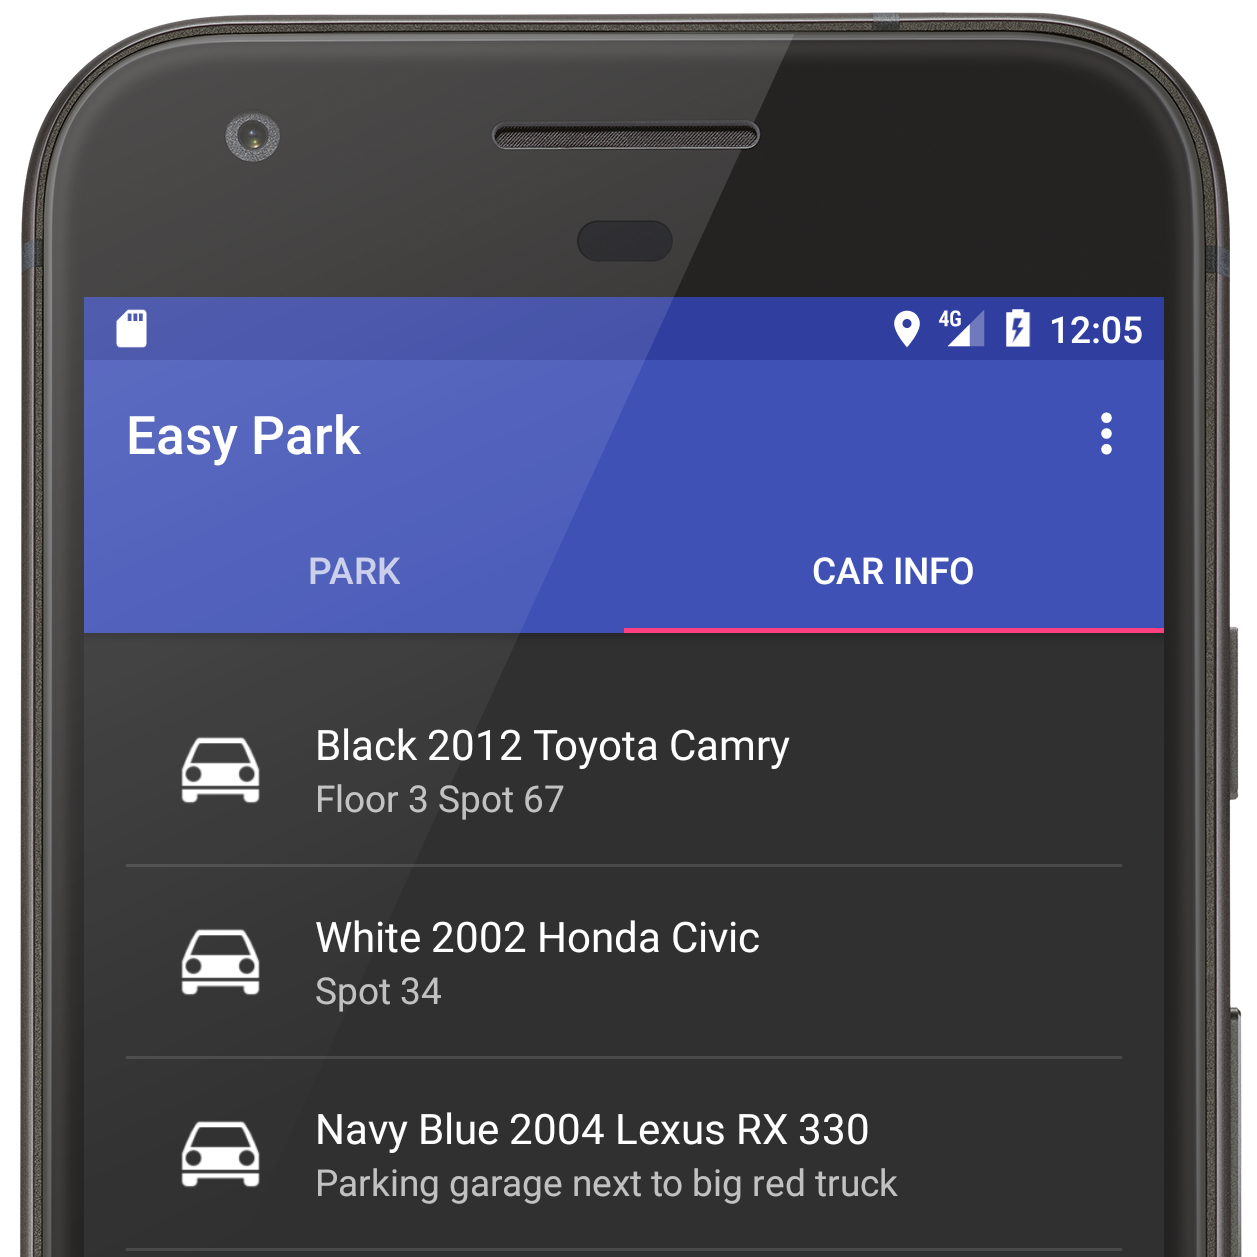 4G 12:05
Easy Park
PARK CAR INFO
Black 2012 Toyota Camry
Floor 3 Spot 67
White 2002 Honda Civic
Spot 34
Navy Blue 2004 Lexus RX 330
Parking garage next to big red truck